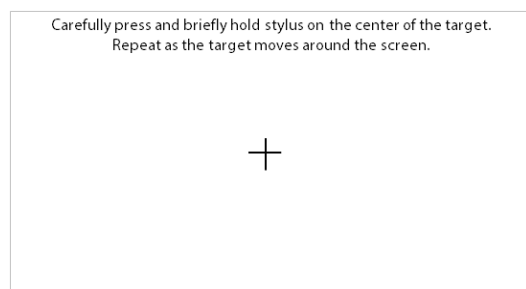 Carefully press and briefly hold stylus on the center of the target.
Repeat as the target moves around the screen.